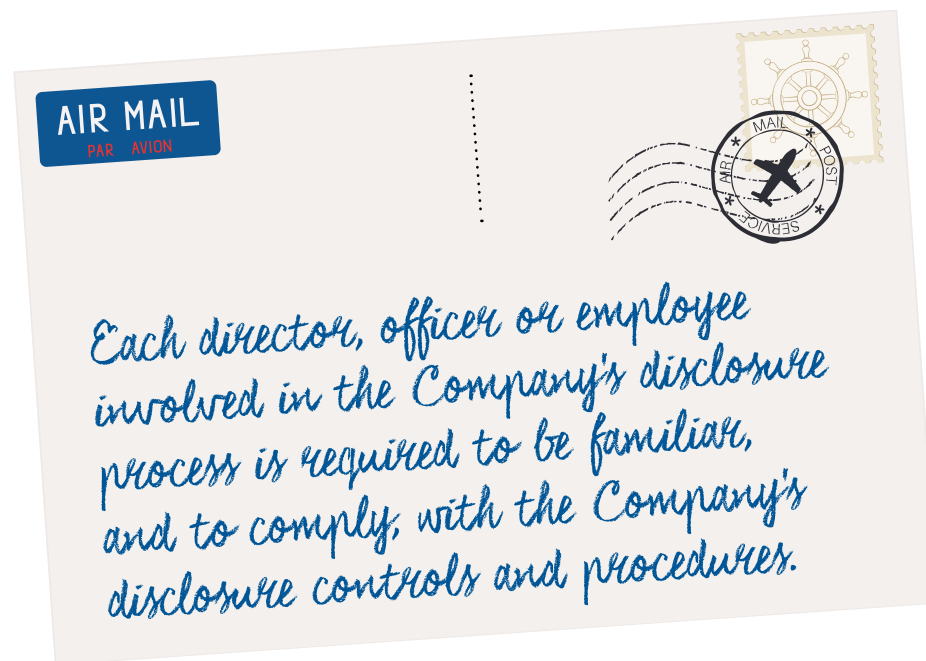 AIR MAIL
PAR AVION
AIR MAIL POST SERVICE
Each director, officer or employee
involved in the Company's disclosure
process is required to be familiar,
and to comply, with the Company's
disclosure controls and procedures.